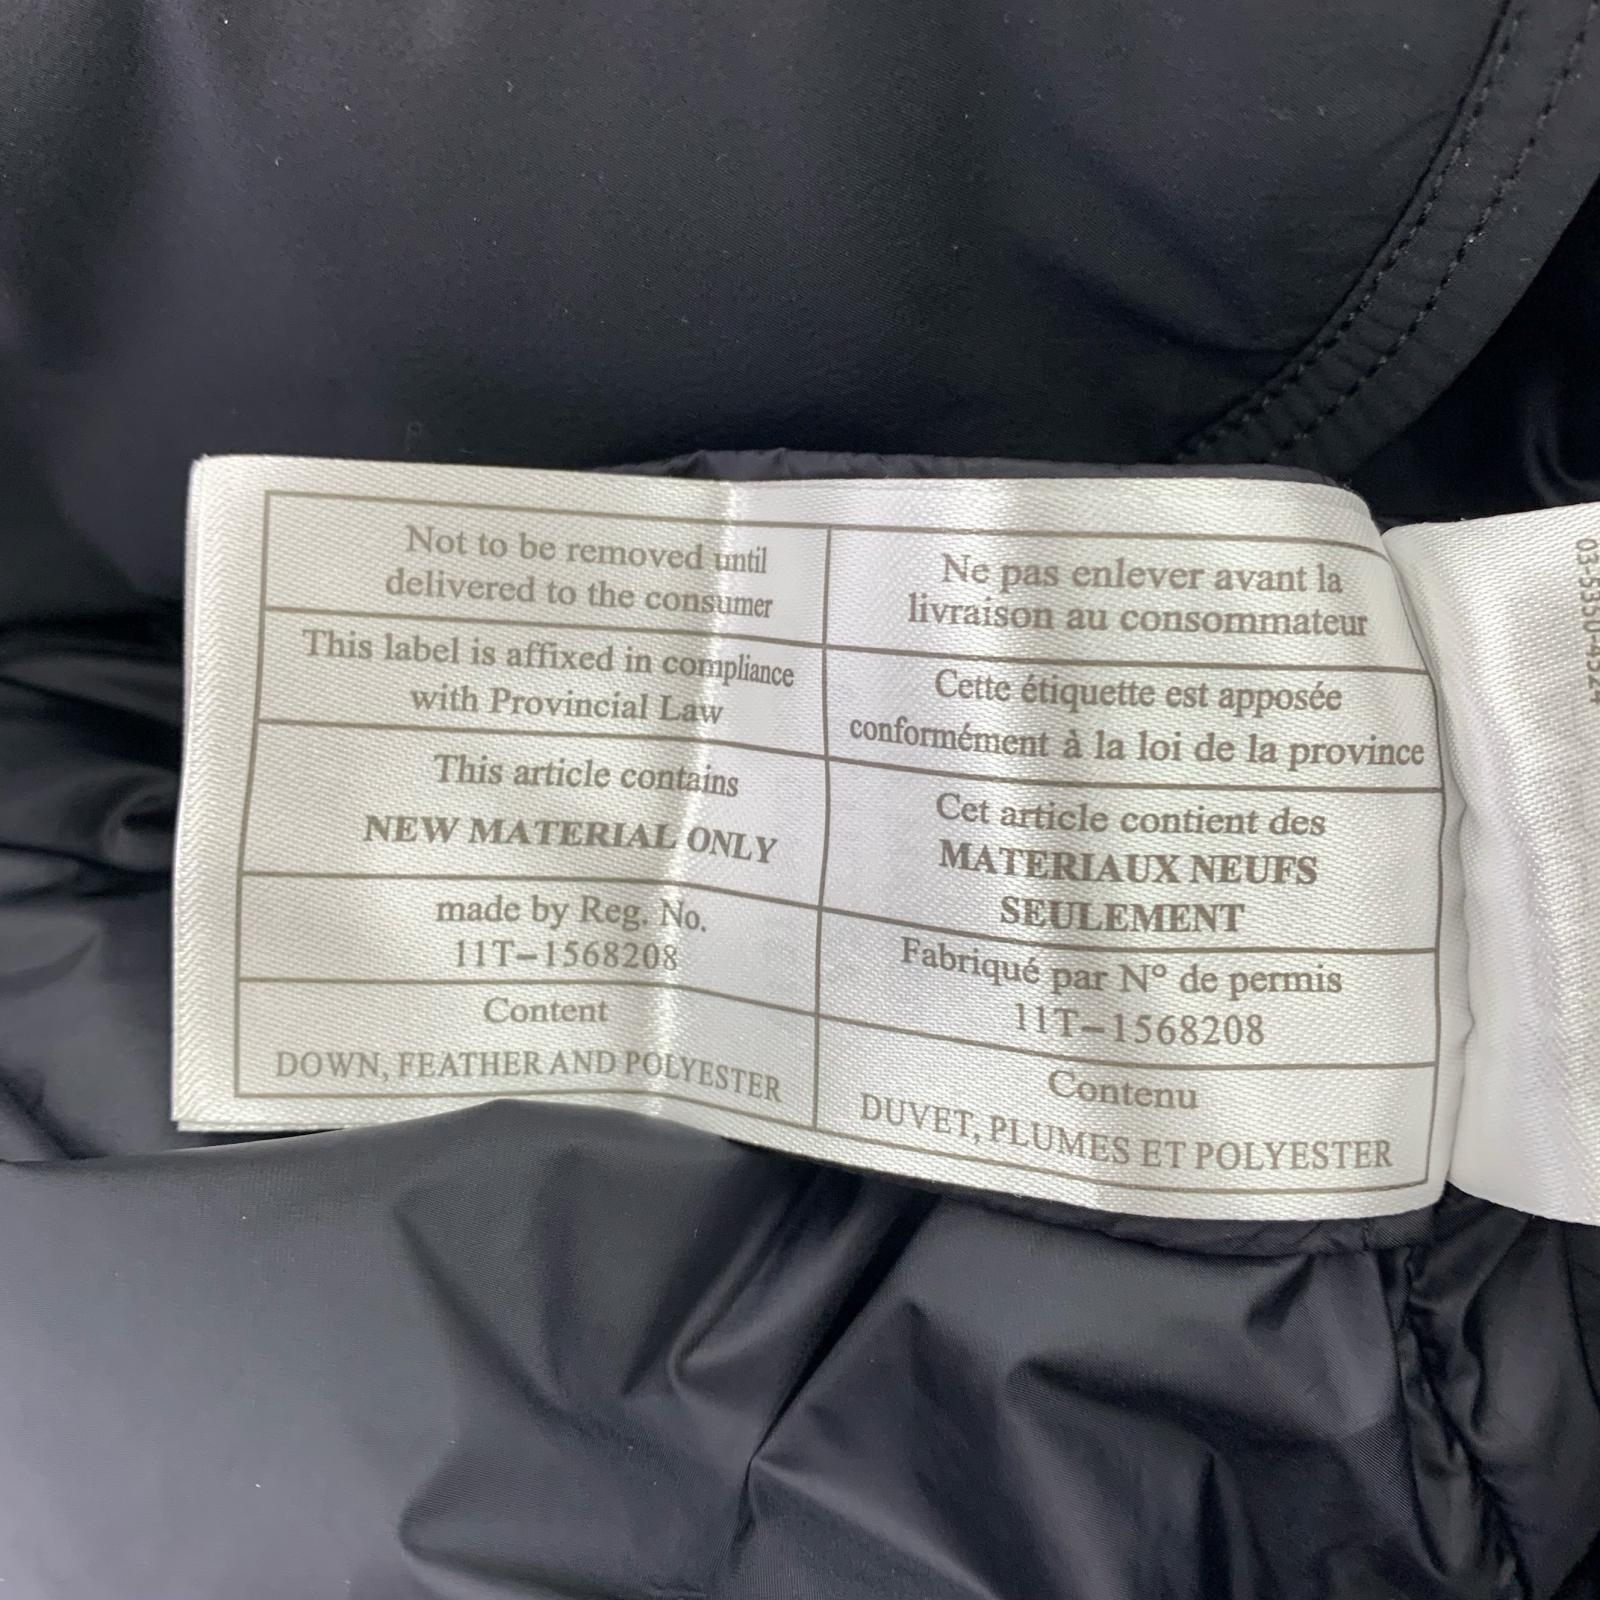 Not to be removed until
delivered to the consumer
This label is affixed in compliance
with Provincial Law
This article contains
NEW MATERIAL ONLY
made by Reg. No.
11T-1568208
Content
DOWN, FEATHER AND POLYESTER
Ne pas enlever avant la
livraison au consommateur
Cette étiquette est apposée
conformément à la loi de la province
Cet article contient des
MATERIAUX NEUFS
SEULEMENT
Fabriqué par N° de permis
11T-1568208
Contenu
DUVET, PLUMES ET POLYESTER